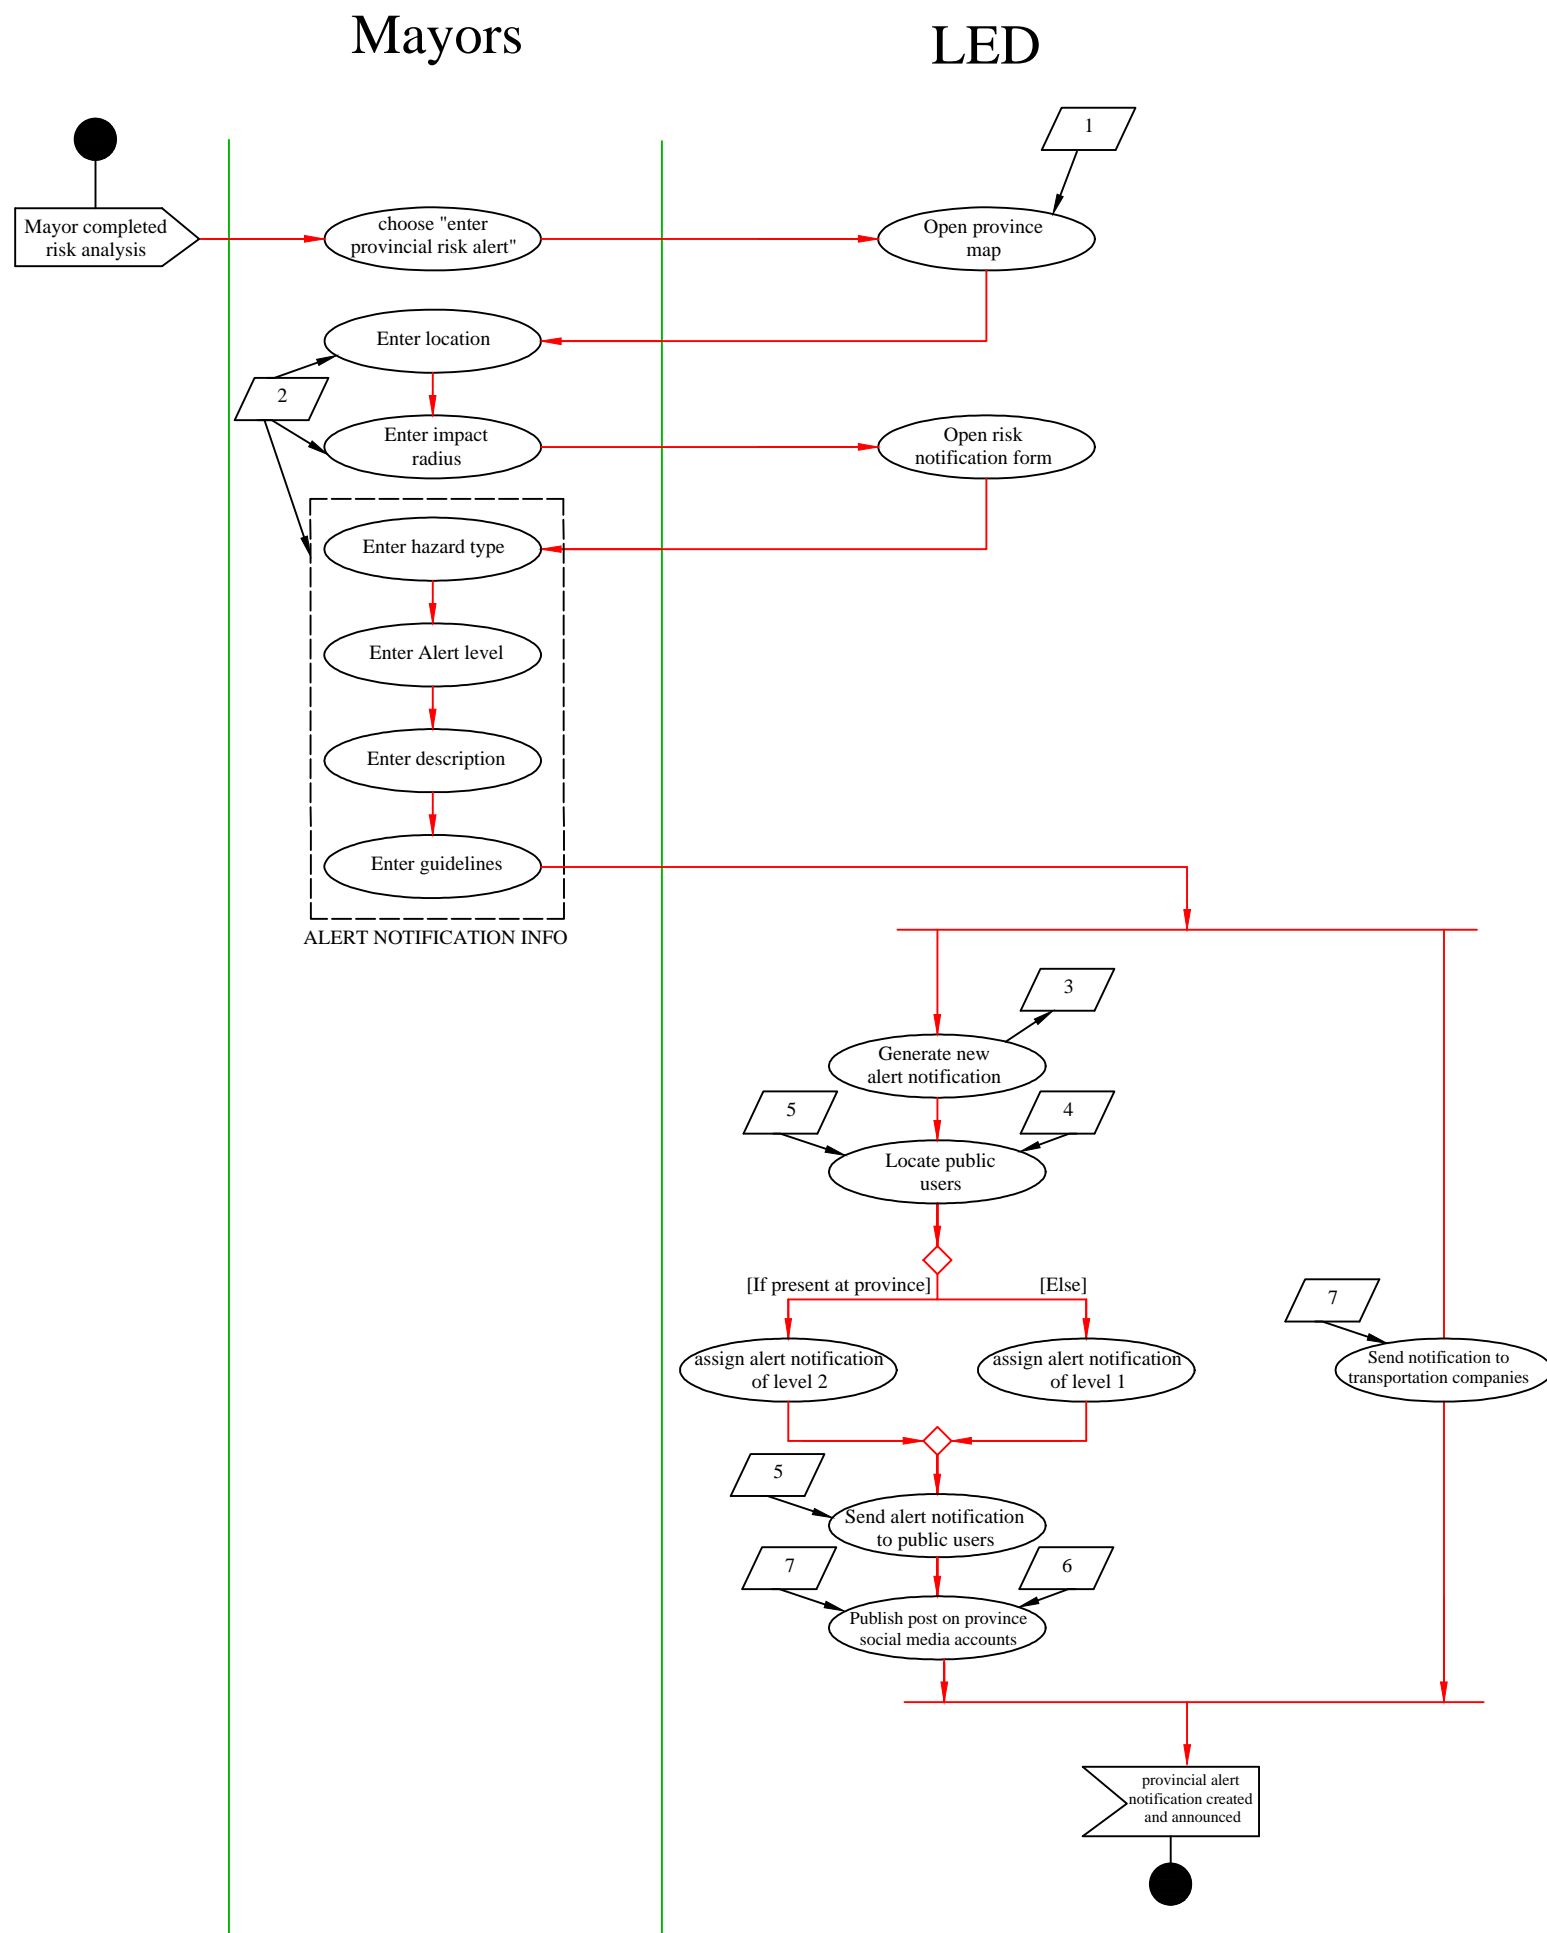 Mayors
LED
1
Mayor completed
risk analysis
choose "enter
provincial risk alert"
Open province
map
Enter location
2
Enter impact
radius
Open risk
notification form
Enter hazard type
Enter Alert level
Enter description
Enter guidelines
ALERT NOTIFICATION INFO
3
Generate new
alert notification
5
4
Locate public
users
[If present at province]
[Else]
7
assign alert notification
of level 2
assign alert notification
of level 1
Send notification to
transportation companies
5
Send alert notification
to public users
7
6
Publish post on province
social media accounts
provincial alert
notification created
and announced